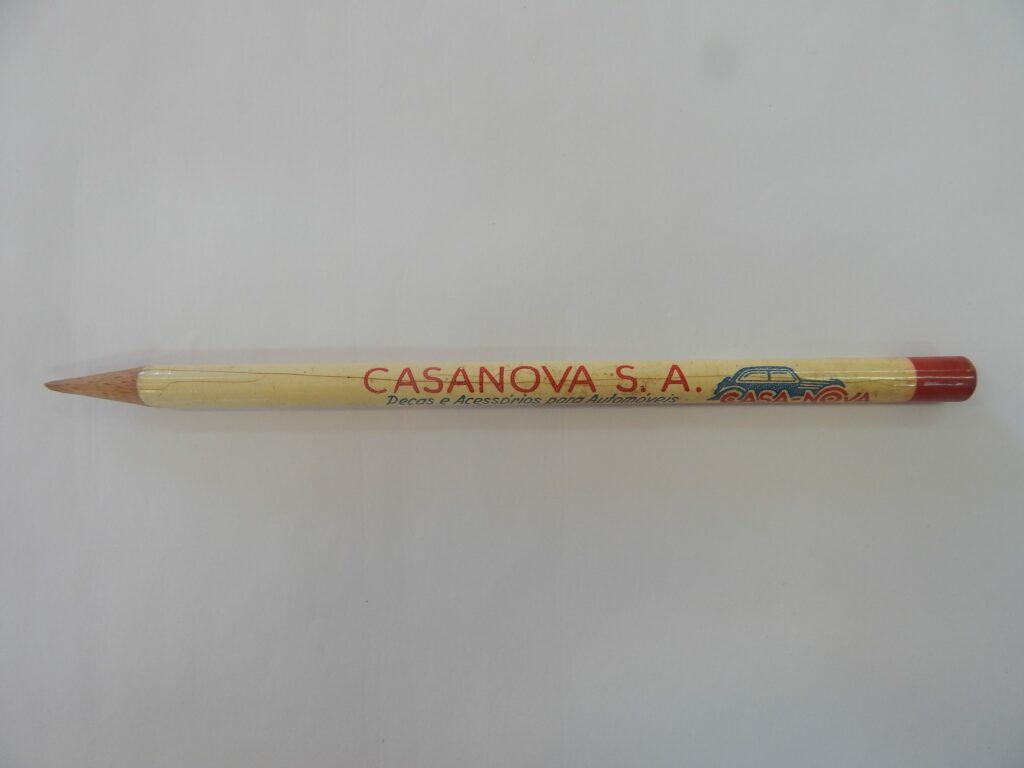 CASANOVA S. A.
Peças e Acessórios para Automóveis
CASA-NOVA